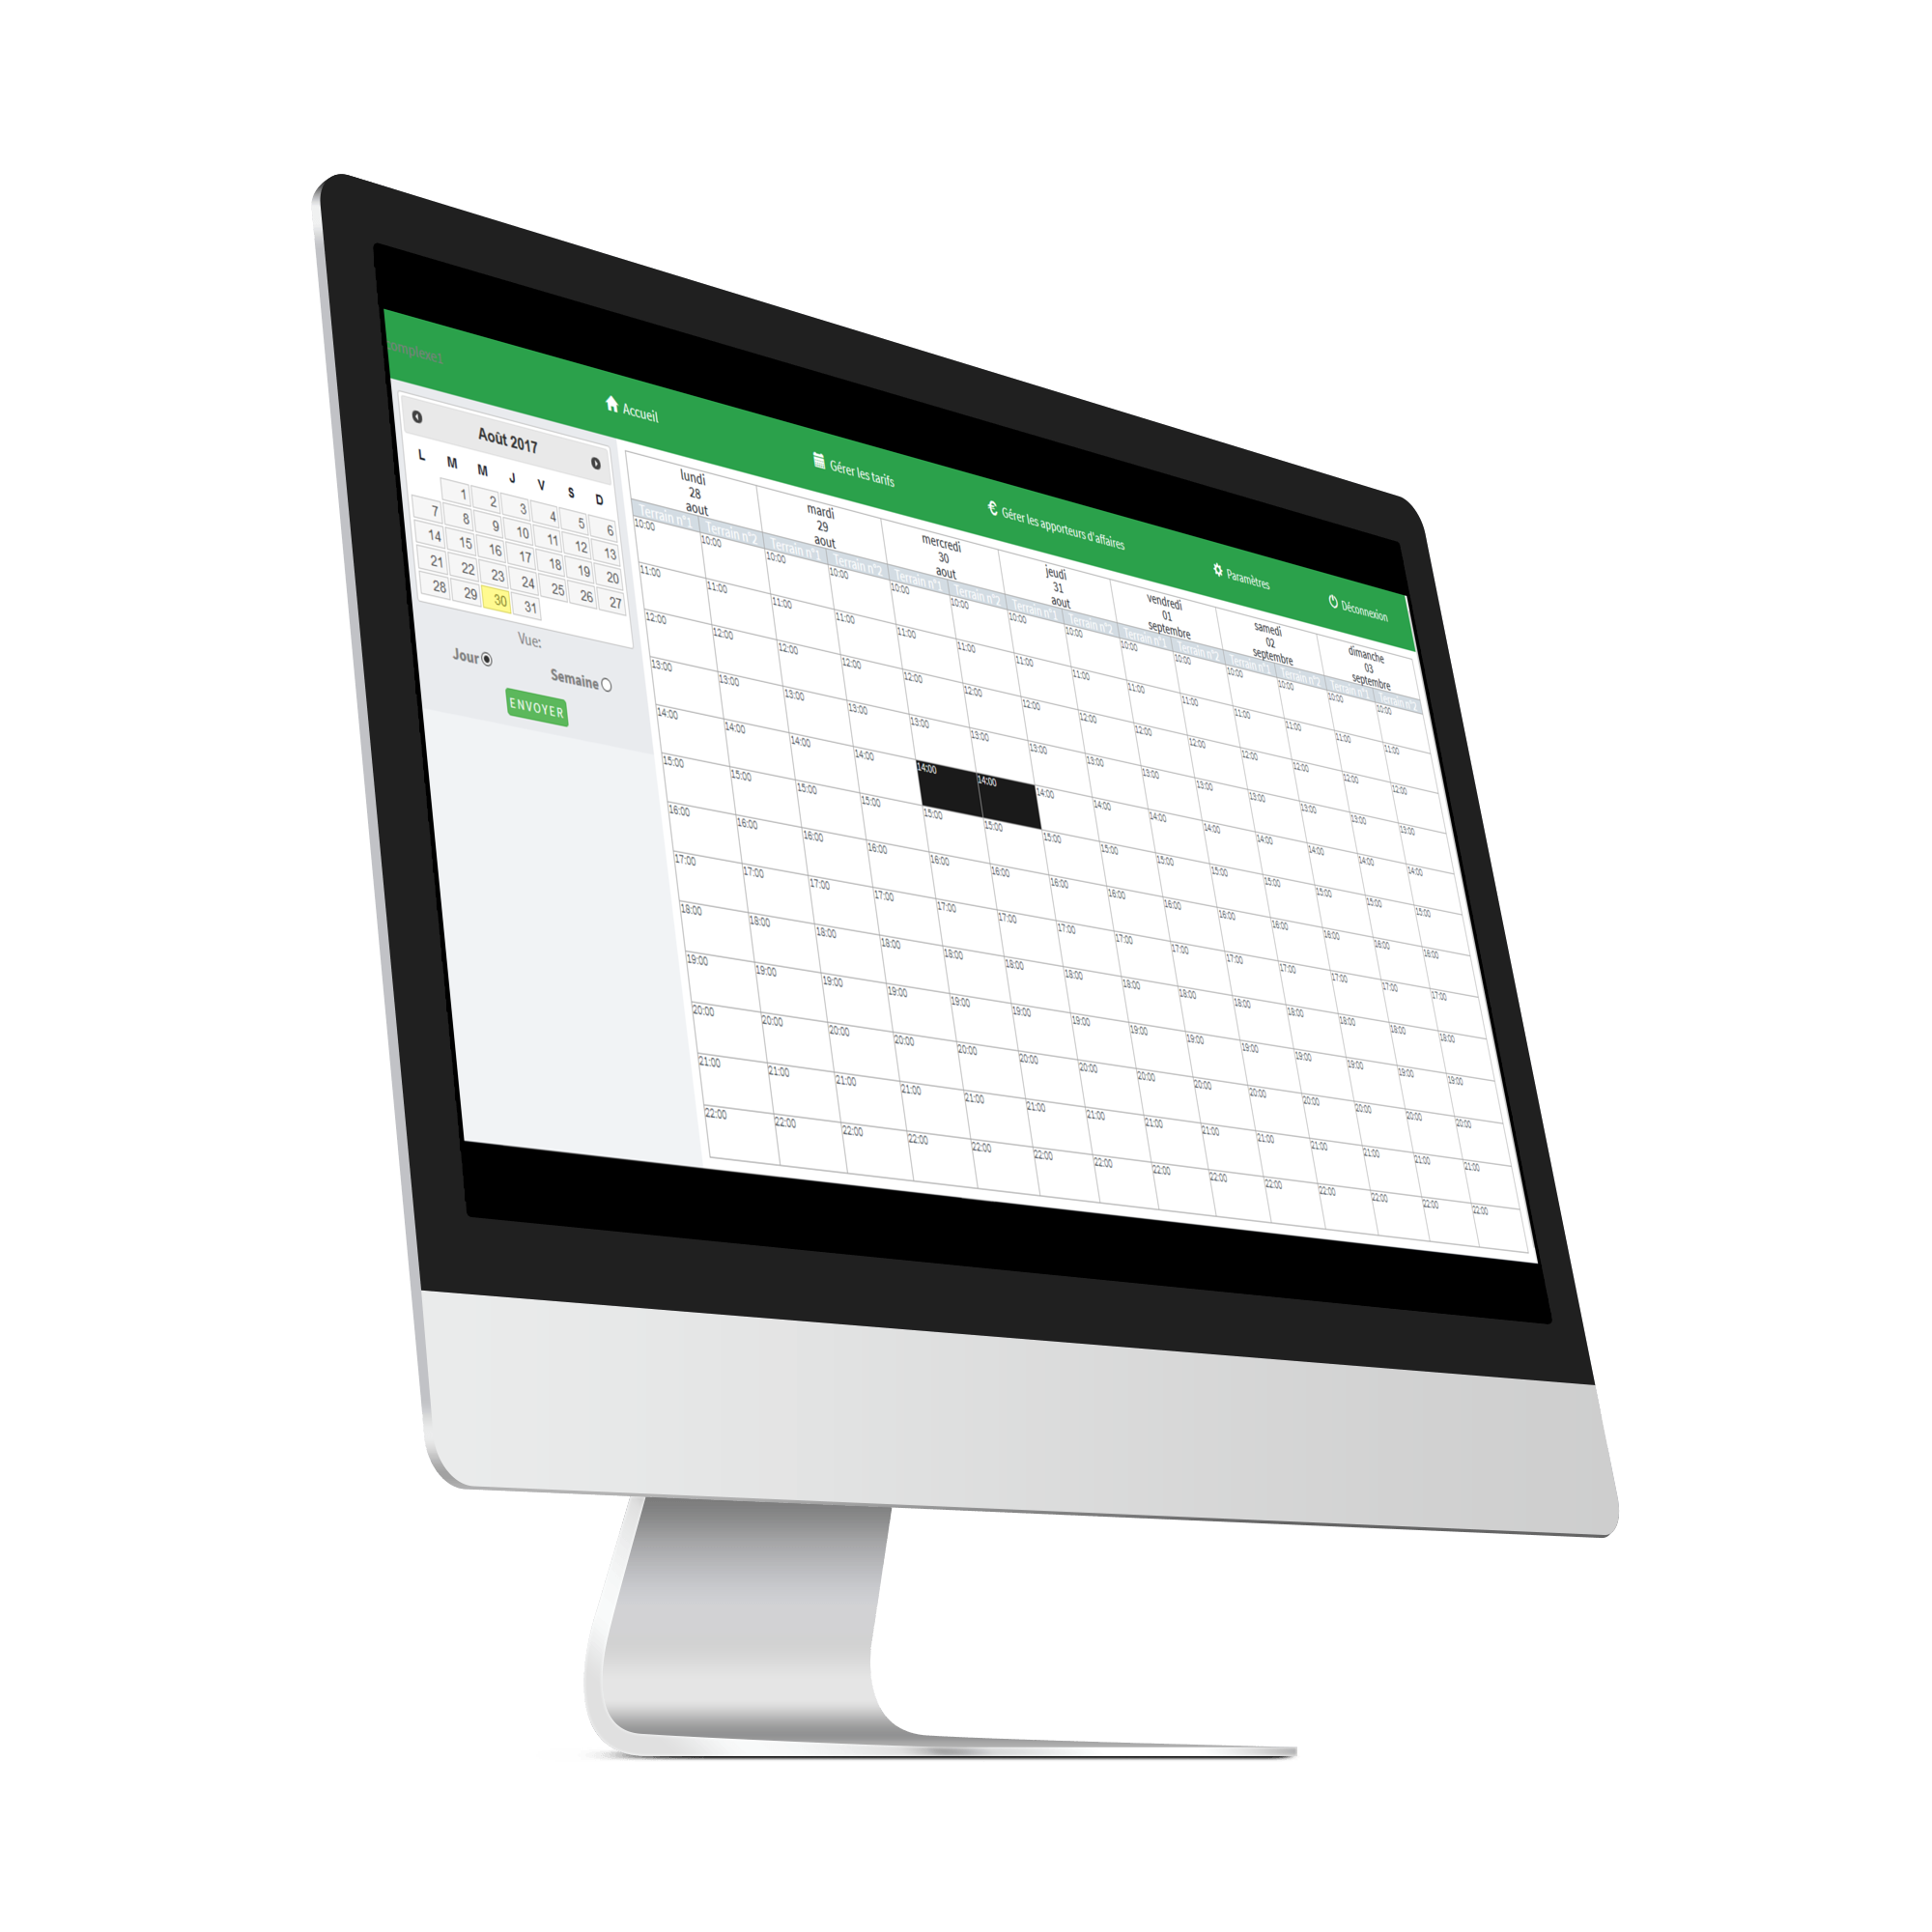 Accueil
Gérer les tarifs
Gérer les apporteurs d'affaires
Paramètres
Déconnexion
Août 2017
L M M J V S D
1 2 3 4 5 6
7 8 9 10 11 12 13
14 15 16 17 18 19 20
21 22 23 24 25 26 27
28 29 30 31
Vue:
Jour
Semaine
ENVOYER
lundi mardi mercredi jeudi vendredi samedi dimanche
28 29 30 31 01 02 03
aout aout aout aout septembre septembre septembre
Terrain n°1 Terrain n°2 Terrain n°1 Terrain n°2 Terrain n°1 Terrain n°2 Terrain n°1 Terrain n°2 Terrain n°1 Terrain n°2 Terrain n°1 Terrain n°2 Terrain n°1 Terrain n°2
10:00 10:00 10:00 10:00 10:00 10:00 10:00 10:00 10:00 10:00 10:00 10:00 10:00 10:00
11:00 11:00 11:00 11:00 11:00 11:00 11:00 11:00 11:00 11:00 11:00 11:00 11:00 11:00
12:00 12:00 12:00 12:00 12:00 12:00 12:00 12:00 12:00 12:00 12:00 12:00 12:00 12:00
13:00 13:00 13:00 13:00 13:00 13:00 13:00 13:00 13:00 13:00 13:00 13:00 13:00 13:00
14:00 14:00 14:00 14:00 14:00 14:00 14:00 14:00 14:00 14:00 14:00 14:00 14:00 14:00
15:00 15:00 15:00 15:00 15:00 15:00 15:00 15:00 15:00 15:00 15:00 15:00 15:00 15:00
16:00 16:00 16:00 16:00 16:00 16:00 16:00 16:00 16:00 16:00 16:00 16:00 16:00 16:00
17:00 17:00 17:00 17:00 17:00 17:00 17:00 17:00 17:00 17:00 17:00 17:00 17:00 17:00
18:00 18:00 18:00 18:00 18:00 18:00 18:00 18:00 18:00 18:00 18:00 18:00 18:00 18:00
19:00 19:00 19:00 19:00 19:00 19:00 19:00 19:00 19:00 19:00 19:00 19:00 19:00 19:00
20:00 20:00 20:00 20:00 20:00 20:00 20:00 20:00 20:00 20:00 20:00 20:00 20:00 20:00
21:00 21:00 21:00 21:00 21:00 21:00 21:00 21:00 21:00 21:00 21:00 21:00 21:00 21:00
22:00 22:00 22:00 22:00 22:00 22:00 22:00 22:00 22:00 22:00 22:00 22:00 22:00 22:00